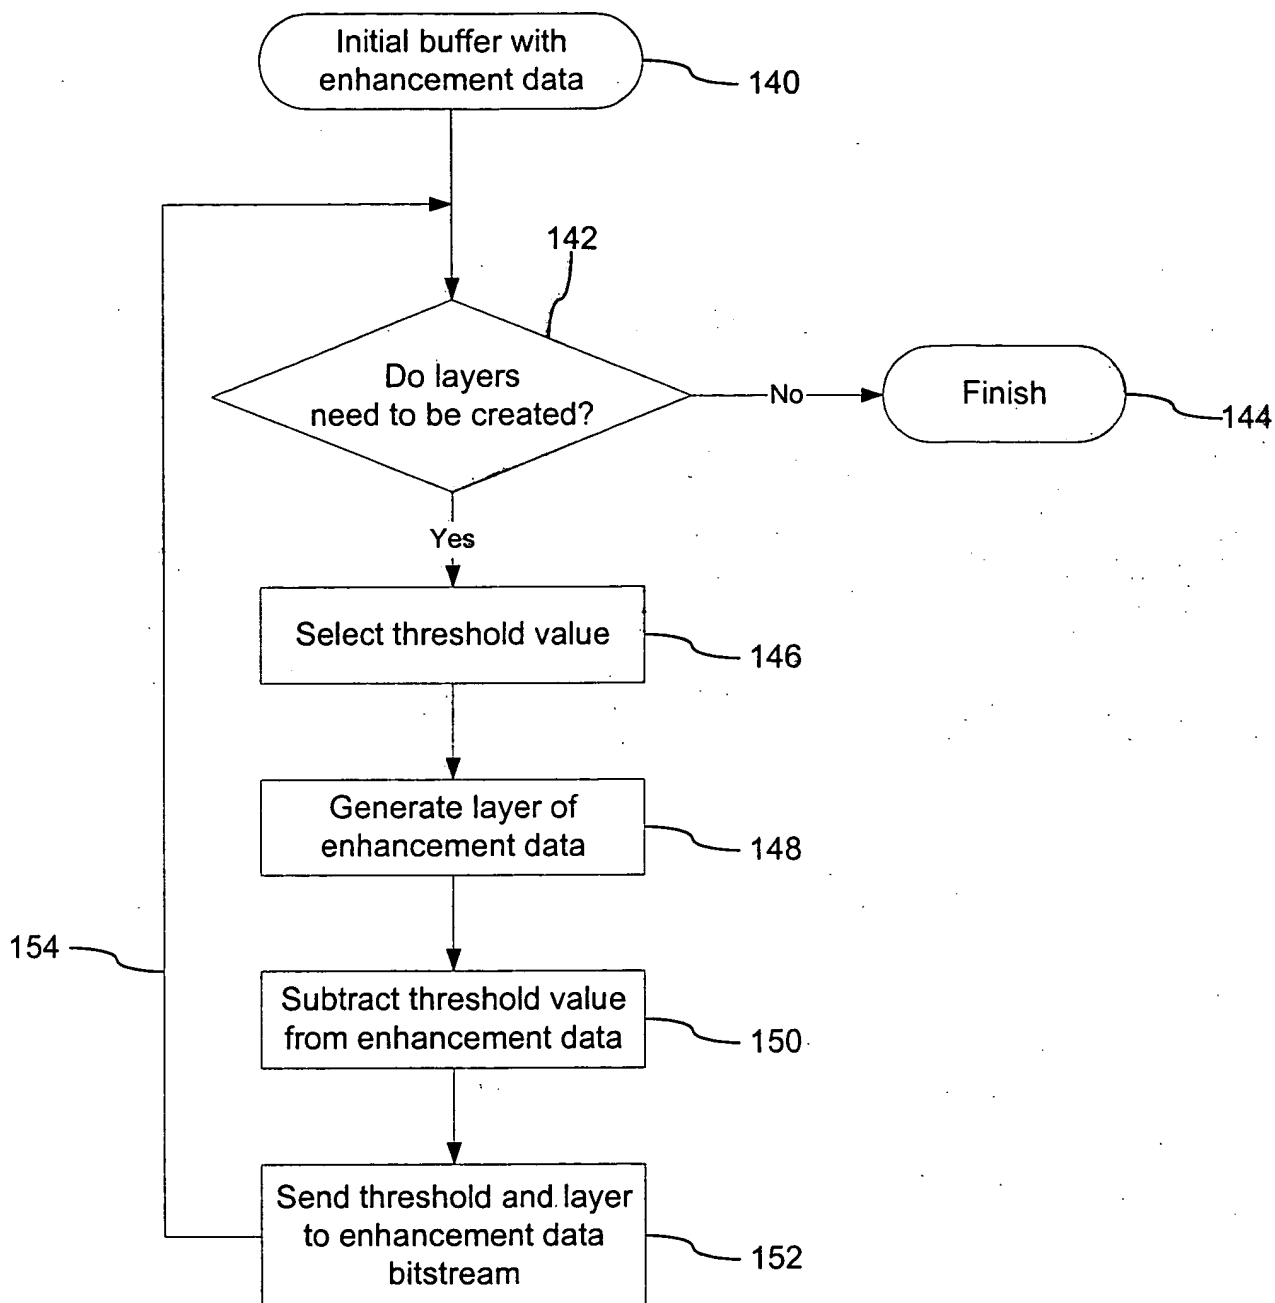 Initial buffer with
enhancement data
140
142
Do layers
need to be created?
No
Finish
144
Yes
Select threshold value
146
Generate layer of
enhancement data
148
154
Subtract threshold value
from enhancement data
150
Send threshold and layer
to enhancement data
bitstream
152